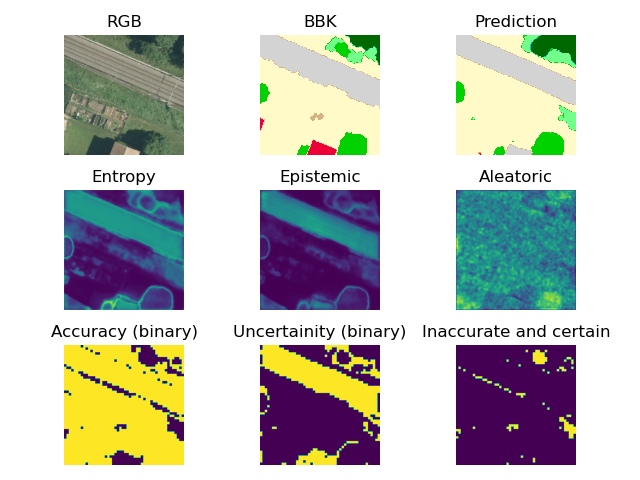 RGB
BBK
Prediction
Entropy
Epistemic
Aleatoric
Accuracy (binary)
Uncertainity (binary)
Inaccurate and certain